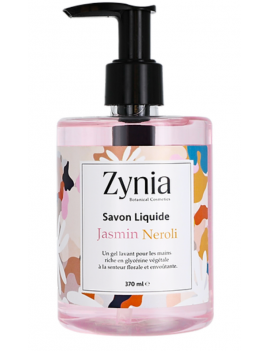 Zynia
Botanical Cosmetics
Savon Liquide
Jasmin Neroli
Un gel lavant pour les mains
riche en glycérine végétale
à la senteur florale et envoûtante.
370 ml ℮